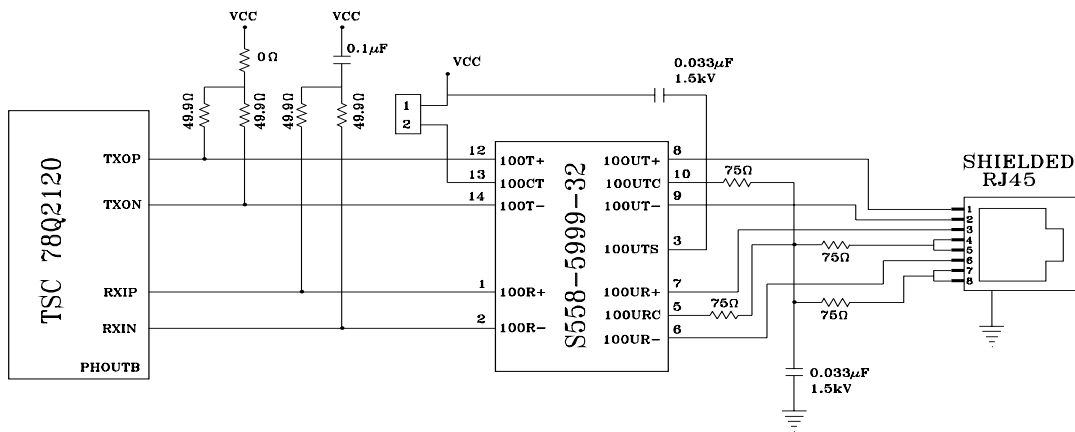 VCC
VCC
0Ω
0.1µF
VCC
0.033µF
1.5kV
49.9Ω
49.9Ω
49.9Ω
49.9Ω
1
2
TSC 78Q2120
TXOP
TXON
RXIP
RXIN
PHOUTB
12
13
14
1
2
S558-5999-32
100T+
100CT
100T-
100R+
100R-
100UT+
100UTC
100UT-
100UTS
100UR+
100URC
100UR-
8
10
9
3
7
5
6
75Ω
75Ω
75Ω
75Ω
0.033µF
1.5kV
SHIELDED
RJ45
1
2
3
4
5
6
7
8